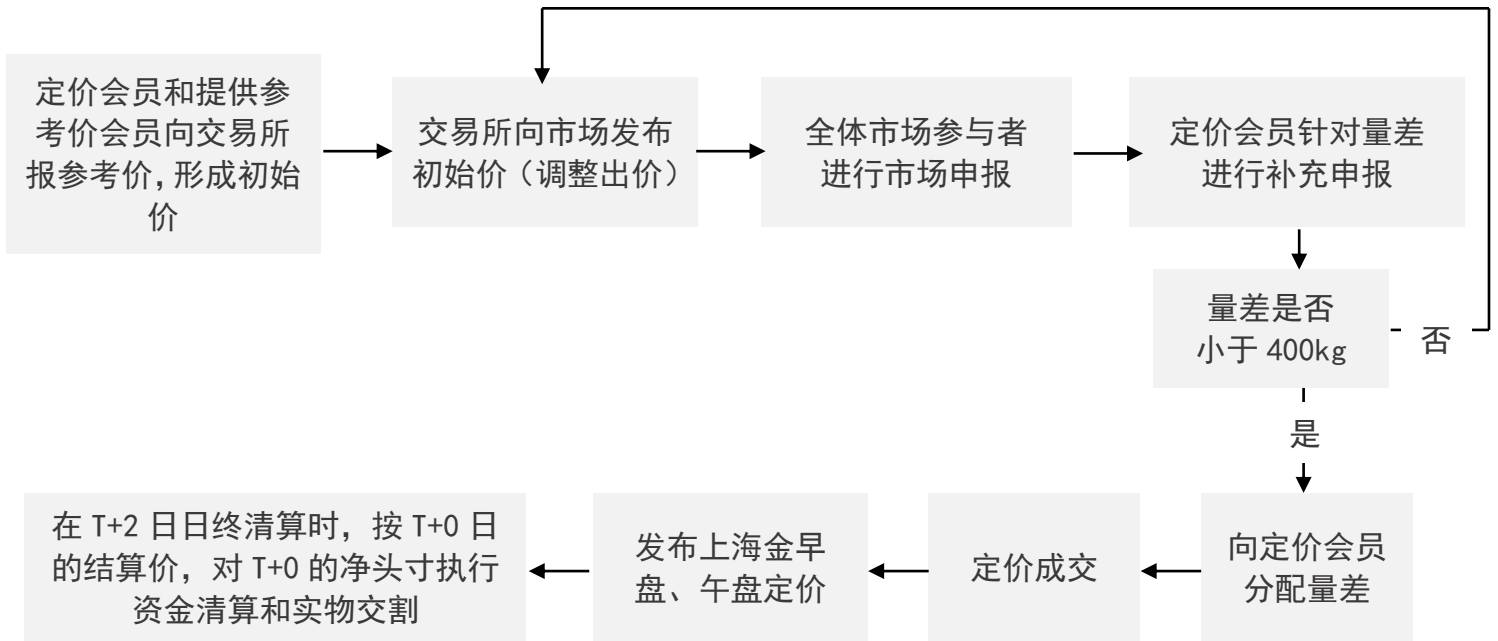 定价会员和提供参
考价会员向交易所
报参考价,形成初始
价
交易所向市场发布
初始价（调整出价）
全体市场参与者
进行市场申报
定价会员针对量差
进行补充申报
量差是否
小于 400kg
否
是
向定价会员
分配量差
定价成交
发布上海金早
盘、午盘定价
在 T+2 日日终清算时，按 T+0 日
的结算价，对 T+0 的净头寸执行
资金清算和实物交割